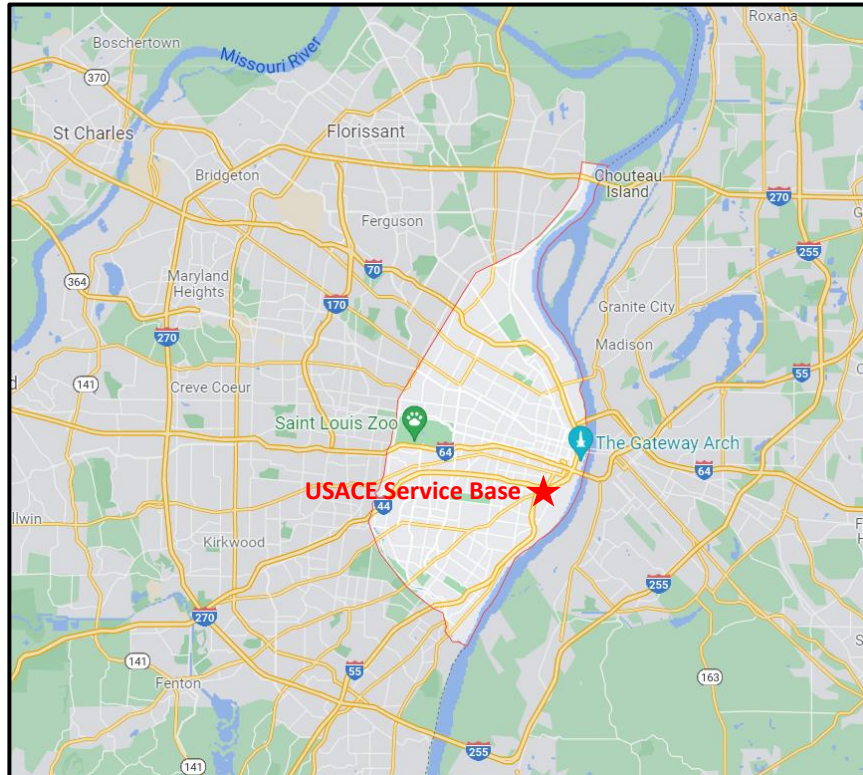 Roxana
Boschertown
Missouri River
370
St Charles
Florissant
Bridgeton
Chouteau
Island
270
Ferguson
255
70
364
Maryland
Heights
170
Granite City
270
Madison
55
141
Creve Coeur
Saint Louis Zoo
64
The Gateway Arch
64
USACE Service Base
44
llwin
Kirkwood
255
270
141
55
163
Fenton
255
141